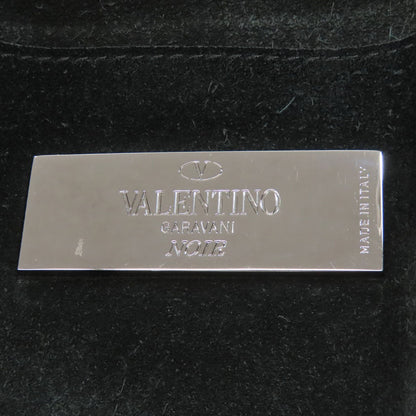 V
VALENTINO
GARAVANI
NOIR
MADE IN ITALY